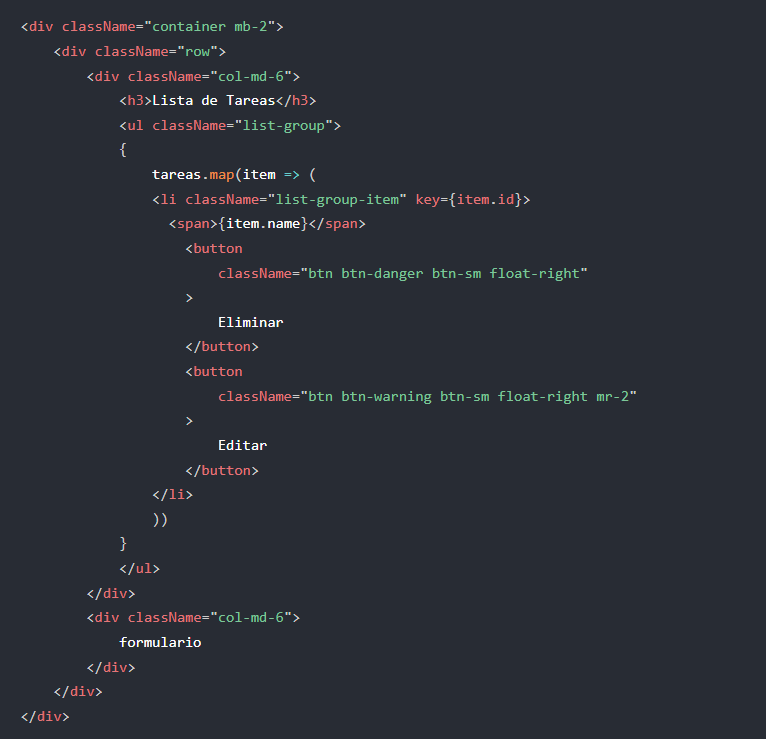 <div className="container mb-2">
<div className="row">
<div className="col-md-6">
<h3>Lista de Tareas</h3>
<ul className="list-group">
{
tareas.map(item => (
<li className="list-group-item" key={item.id}>
<span>{item.name}</span>
<button
className="btn btn-danger btn-sm float-right"
>
Eliminar
</button>
<button
className="btn btn-warning btn-sm float-right mr-2"
>
Editar
</button>
</li>
))
}
</ul>
</div>
<div className="col-md-6">
formulario
</div>
</div>
</div>